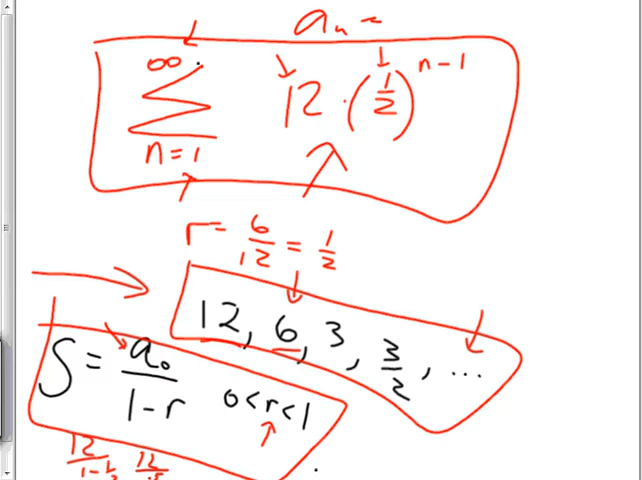 aₙ =
∞
∑ 12 · (1/2)^(n-1)
n=1
r = 6/12 = 1/2
12, 6, 3, 3/2, ...
S = a₀/(1-r) 0<r<1
12/(1-1/2) 12/.5